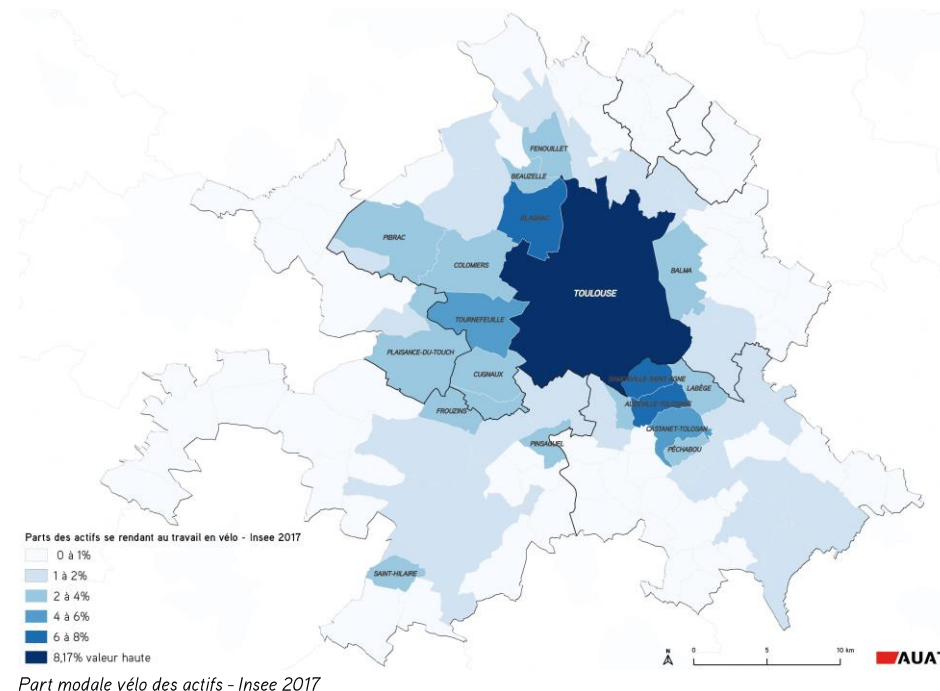 FENOUILLET
BEAUZELLE
BLAGNAC
PIBRAC
COLOMIERS
BALMA
TOULOUSE
TOURNEFEUILLE
PLAISANCE-DU-TOUCH
CUGNAUX
RAMONVILLE-SAINT-AGNE
LABÈGE
AUZEVILLE-TOLOSANE
FROUZINS
CASTANET-TOLOSAN
PINSAGUEL
PÉCHABOU
SAINT-HILAIRE
Parts des actifs se rendant au travail en vélo - Insee 2017
0 à 1%
1 à 2%
2 à 4%
4 à 6%
6 à 8%
8,17% valeur haute
N
0 5 10 km
AUAT
Part modale vélo des actifs - Insee 2017